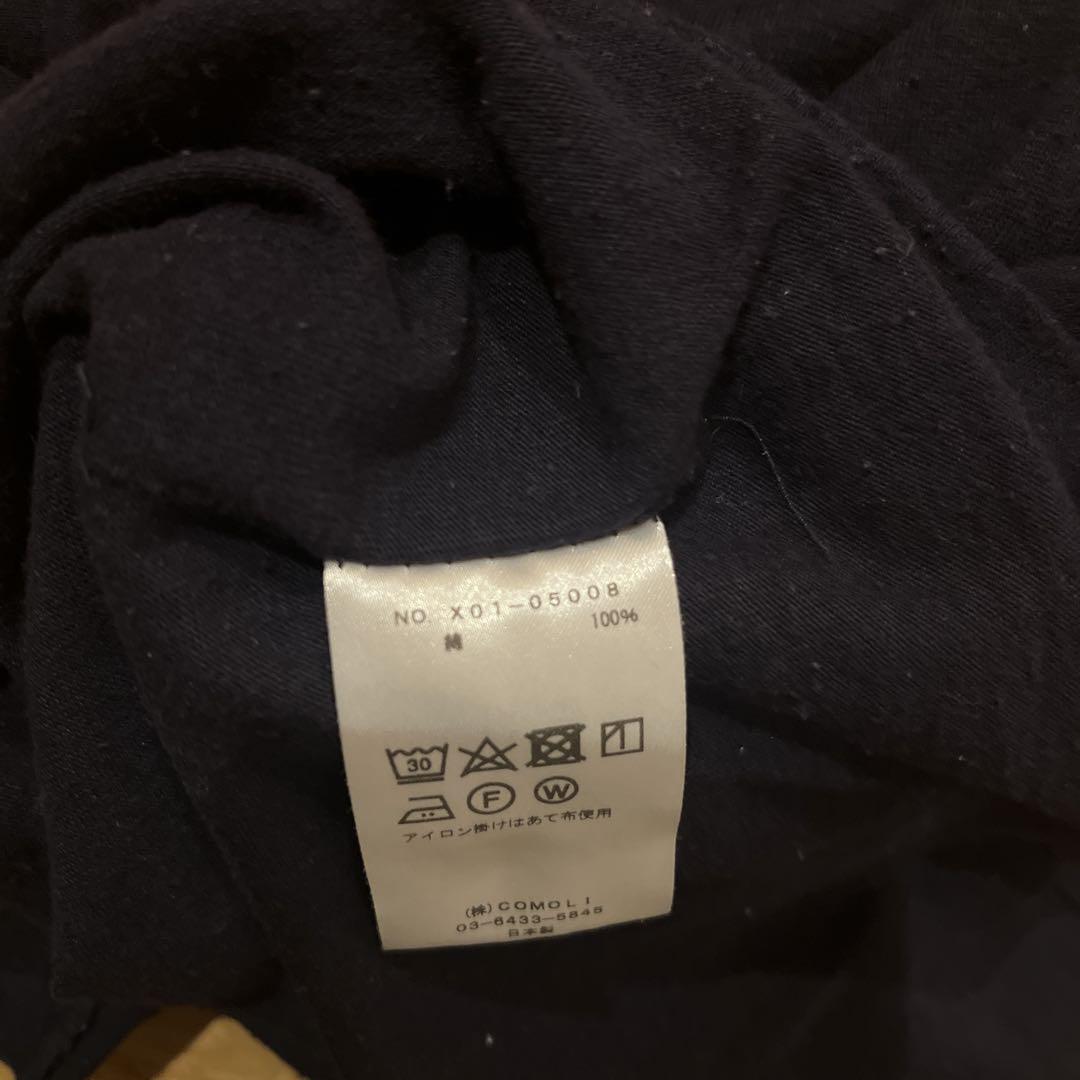 NO. X01-05008
綿 100%
30
F W
アイロン掛けはあて布使用
(株)COMOLI
03-6433-5845
日本製